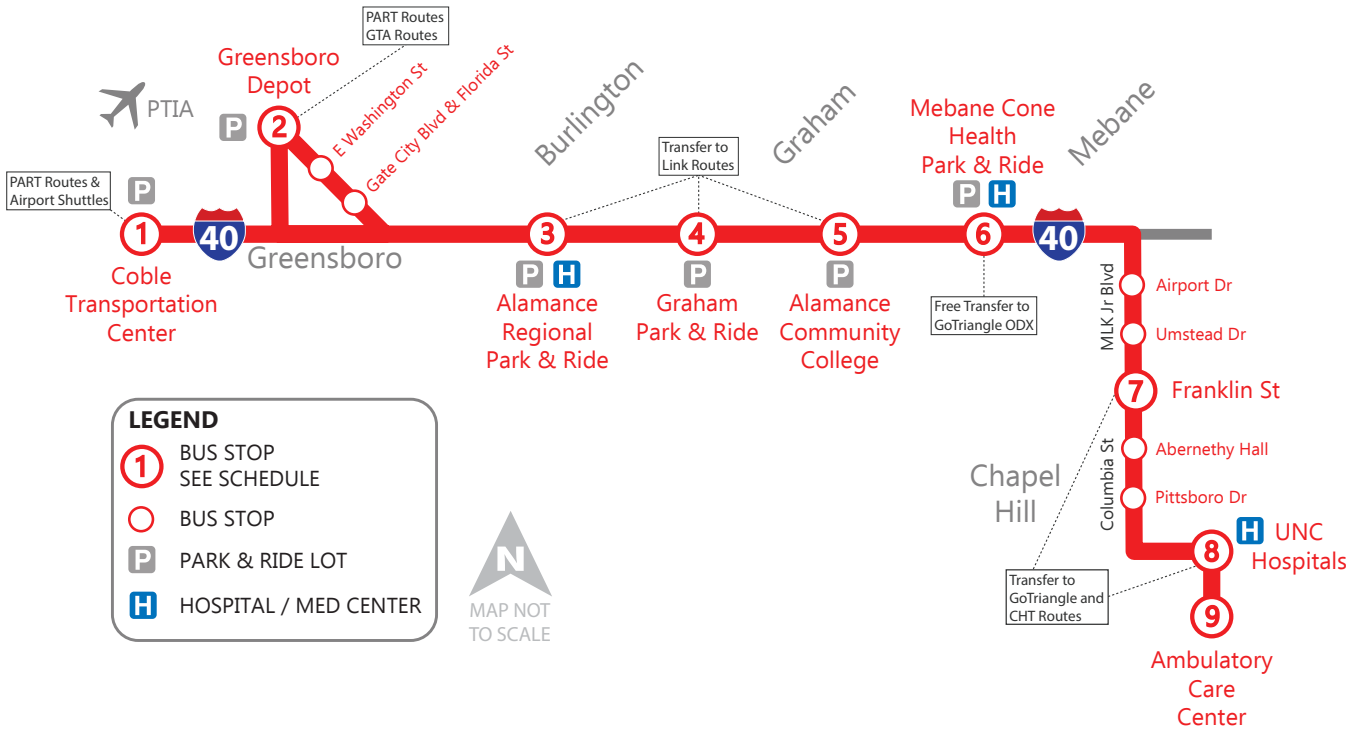 PART Routes
GTA Routes
Greensboro
Depot
PTIA
P
2
E Washington St
Gate City Blvd & Florida St
Burlington
Graham
Mebane
Transfer to
Link Routes
Mebane Cone
Health
Park & Ride
P H
PART Routes &
Airport Shuttles
P
1
40
Greensboro
3
4
5
6
40
Coble
Transportation
Center
P H
Alamance
Regional
Park & Ride
P
Graham
Park & Ride
P
Alamance
Community
College
Free Transfer to
GoTriangle ODX
MLK Jr Blvd
Airport Dr
Umstead Dr
7
Franklin St
Columbia St
Abernethy Hall
Pittsboro Dr
Chapel
Hill
8
H UNC
Hospitals
Transfer to
GoTriangle and
CHT Routes
9
Ambulatory
Care
Center
LEGEND
1 BUS STOP
SEE SCHEDULE
BUS STOP
P PARK & RIDE LOT
H HOSPITAL / MED CENTER
N
MAP NOT
TO SCALE